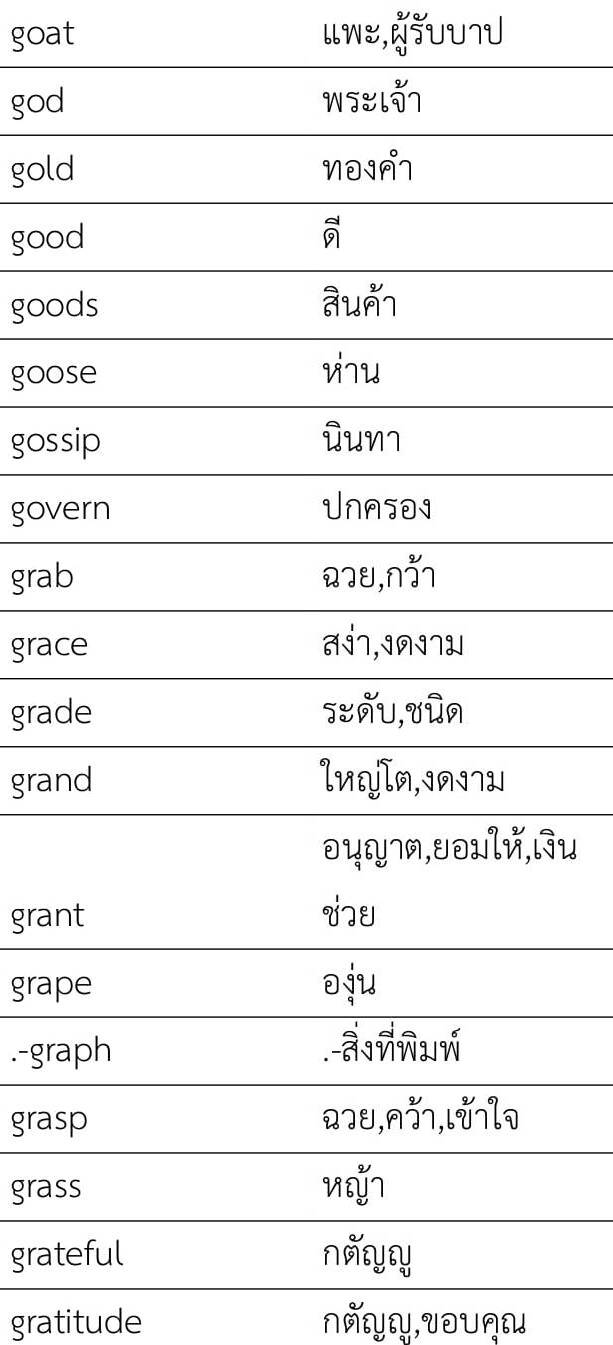 goat แพะ,ผู้รับบาป
god พระเจ้า
gold ทองคำ
good ดี
goods สินค้า
goose ห่าน
gossip นินทา
govern ปกครอง
grab ฉวย,กว้า
grace สง่า,งดงาม
grade ระดับ,ชนิด
grand ใหญ่โต,งดงาม
อนุญาต,ยอมให้,เงิน
grant ช่วย
grape องุ่น
.-graph .-สิ่งที่พิมพ์
grasp ฉวย,คว้า,เข้าใจ
grass หญ้า
grateful กตัญญู
gratitude กตัญญู,ขอบคุณ